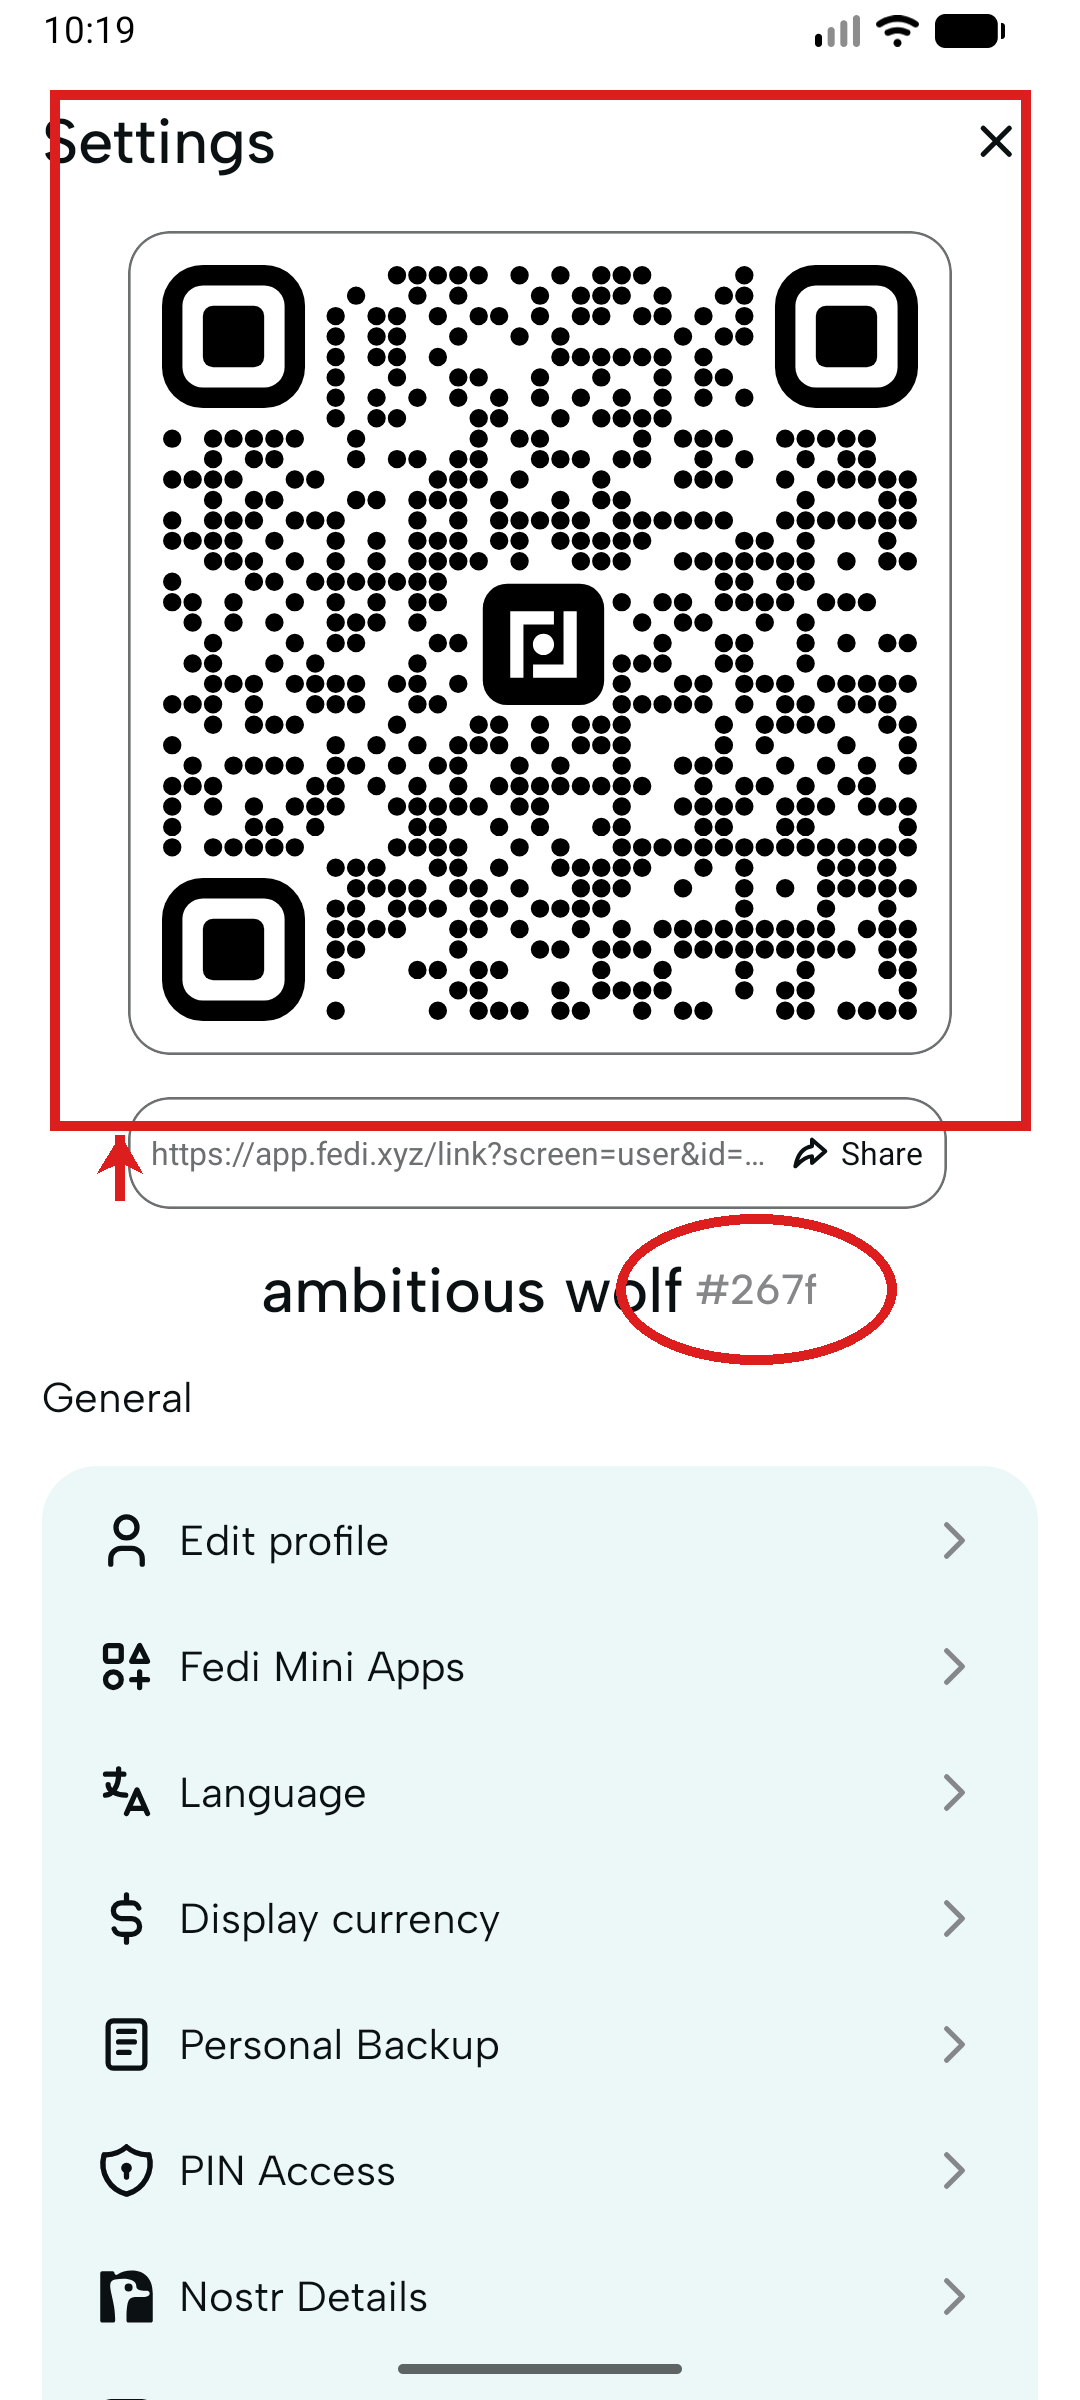 10:19
Settings
https://app.fedi.xyz/link?screen=user&id=...
Share
ambitious wolf #267f
General
Edit profile
Fedi Mini Apps
Language
Display currency
Personal Backup
PIN Access
Nostr Details